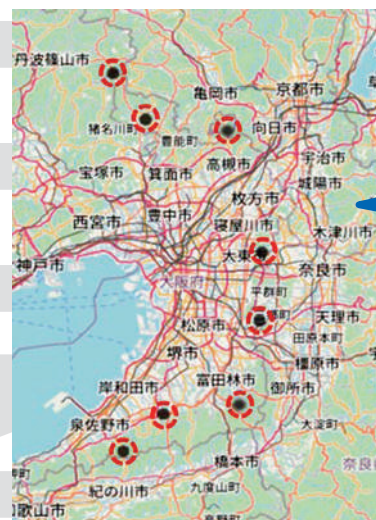 丹波篠山市
亀岡市
京都市
猪名川町
豊能町
向日市
高槻市
宇治市
宝塚市
箕面市
城陽市
枚方市
西宮市
豊中市
寝屋川市
木津川市
神戸市
大東
奈良市
大阪府
平群町
松原市
天理市
田原本町
堺市
橿原市
岸和田市
富田林市
御所市
泉佐野市
大淀町
橋本市
奈良県
紀の川市
九度山町
歌山市